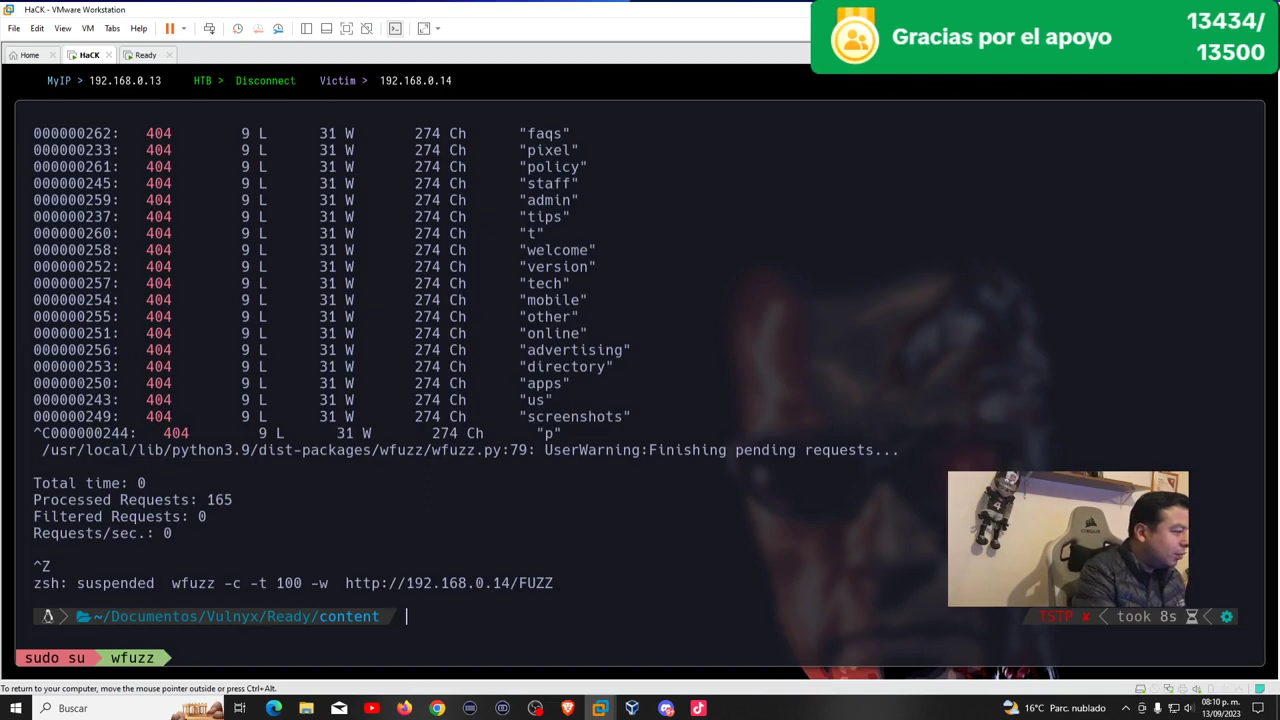 HaCK - VMware Workstation
File Edit View VM Tabs Help
Home HaCK Ready
Gracias por el apoyo
13434/
13500
MyIP > 192.168.0.13 HTB > Disconnect Victim > 192.168.0.14
000000262: 404 9 L 31 W 274 Ch "faqs"
000000233: 404 9 L 31 W 274 Ch "pixel"
000000261: 404 9 L 31 W 274 Ch "policy"
000000245: 404 9 L 31 W 274 Ch "staff"
000000259: 404 9 L 31 W 274 Ch "admin"
000000237: 404 9 L 31 W 274 Ch "tips"
000000260: 404 9 L 31 W 274 Ch "t"
000000258: 404 9 L 31 W 274 Ch "welcome"
000000252: 404 9 L 31 W 274 Ch "version"
000000257: 404 9 L 31 W 274 Ch "tech"
000000254: 404 9 L 31 W 274 Ch "mobile"
000000255: 404 9 L 31 W 274 Ch "other"
000000251: 404 9 L 31 W 274 Ch "online"
000000256: 404 9 L 31 W 274 Ch "advertising"
000000253: 404 9 L 31 W 274 Ch "directory"
000000250: 404 9 L 31 W 274 Ch "apps"
000000243: 404 9 L 31 W 274 Ch "us"
000000249: 404 9 L 31 W 274 Ch "screenshots"
^C000000244: 404 9 L 31 W 274 Ch "p"
/usr/local/lib/python3.9/dist-packages/wfuzz/wfuzz.py:79: UserWarning:Finishing pending requests...
Total time: 0
Processed Requests: 165
Filtered Requests: 0
Requests/sec.: 0
^Z
zsh: suspended wfuzz -c -t 100 -w http://192.168.0.14/FUZZ
~/Documentos/Vulnyx/Ready/content TSTP ✘ took 8s
sudo su wfuzz
To return to your computer, move the mouse pointer outside or press Ctrl+Alt.
Buscar 16°C Parc. nublado 08:10 p. m.
13/09/2023